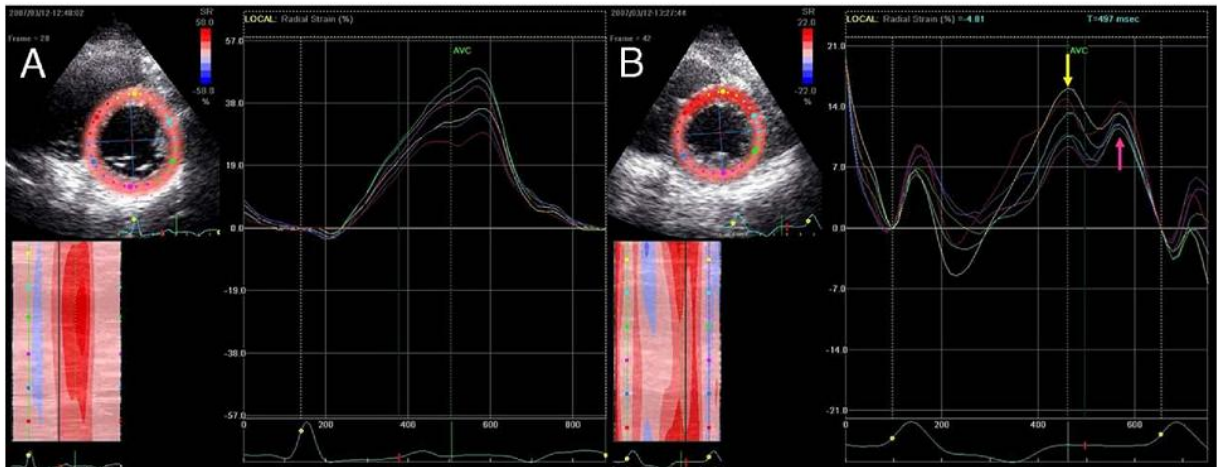 2007/03/12-12:48:02
SR
50.0
Frame = 28
A
-50.0
%
LOCAL: Radial Strain (%)
57.0
AVC
38.0
19.0
0.0
-19.0
-38.0
-57.0
0 200 400 600 800
2007/03/12-13:27:44
SR
22.0
Frame = 42
B
-22.0
%
LOCAL: Radial Strain (%) =-4.81 T=497 msec
21.0
AVC
14.0
7.0
0.0
-7.0
-14.0
-21.0
0 200 400 600